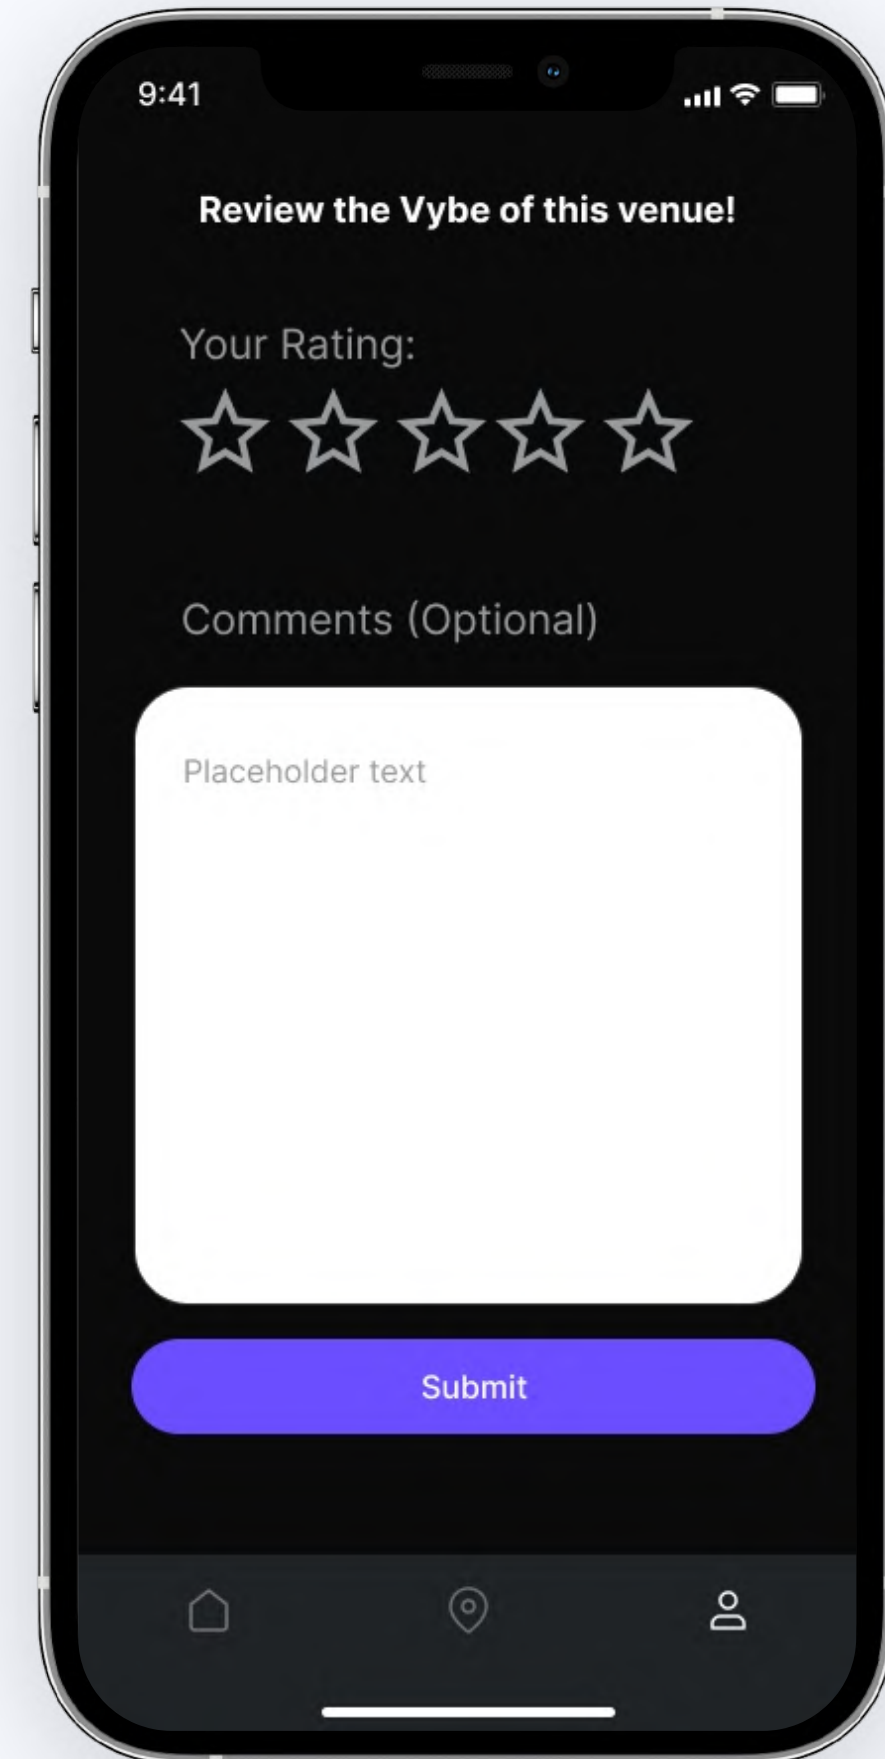 9:41
Review the Vybe of this venue!
Your Rating:
Comments (Optional)
Placeholder text
Submit